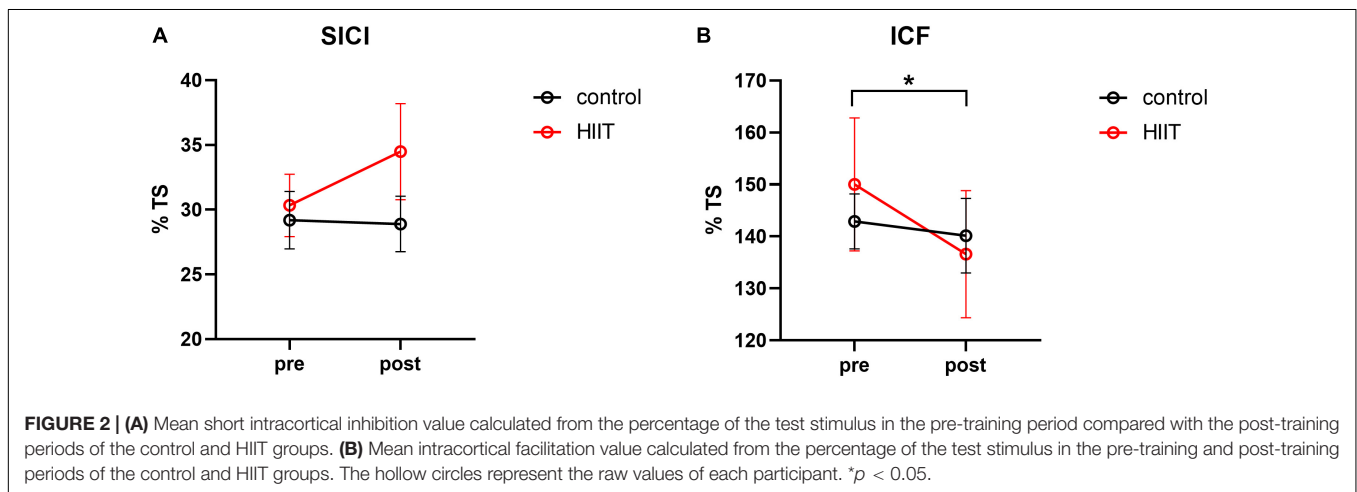 A SICI
40
35
30
25
20
% TS
pre post
control
HIIT
B ICF
170
160
150
140
130
120
% TS
*
pre post
control
HIIT
FIGURE 2 | (A) Mean short intracortical inhibition value calculated from the percentage of the test stimulus in the pre-training period compared with the post-training
periods of the control and HIIT groups. (B) Mean intracortical facilitation value calculated from the percentage of the test stimulus in the pre-training and post-training
periods of the control and HIIT groups. The hollow circles represent the raw values of each participant. *p < 0.05.